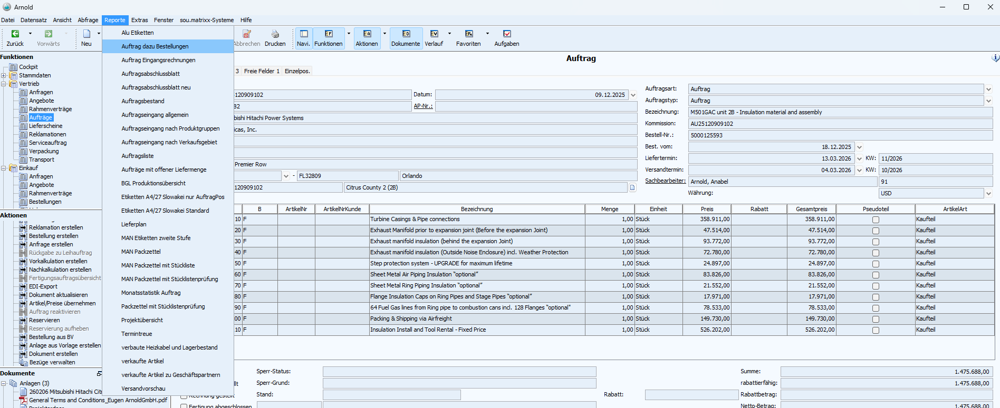 Arnold
Datei Datensatz Ansicht Abfrage Reporte Extras Fenster sou.matrixx-Systeme Hilfe
Zurück Vorwärts Neu Abbrechen Drucken Navi. Funktionen Aktionen Dokumente Verlauf Favoriten Aufgaben
Funktionen
Cockpit
Stammdaten
Vertrieb
Anfragen
Angebote
Rahmenverträge
Aufträge
Lieferscheine
Reklamationen
Serviceauftrag
Verpackung
Transport
Einkauf
Anfragen
Angebote
Rahmenverträge
Bestellungen
Aktionen
Reklamation erstellen
Bestellung erstellen
Anfrage erstellen
Rückgabe zu Leihauftrag
Vorkalkulation erstellen
Nachkalkulation erstellen
Fertigungsauftragsübersicht
EDI-Export
Dokument aktualisieren
Artikel/Preise übernehmen
Auftrag reaktivieren
Reservieren
Reservierung aufheben
Bestellung aus BV
Anlage aus Vorlage erstellen
Dokument erstellen
Bezüge verwalten
Dokumente
Anlagen (3)
260206 Mitsubishi Hitachi Cit
General Terms and Conditions_Eugen ArnoldGmbH.pdf
Projektordner
Alu Etiketten
Auftrag dazu Bestellungen
Auftrag Eingangsrechnungen
Auftragsabschlussblatt
Auftragsabschlussblatt neu
Auftragsbestand
Auftragseingang allgemein
Auftragseingang nach Produktgruppen
Auftragseingang nach Verkaufsgebiet
Auftragsliste
Aufträge mit offener Liefermenge
BGL Produktionsübersicht
Etiketten A4/27 Slowakei nur AuftragPos
Etiketten A4/27 Slowakei Standard
Lieferplan
MAN Etiketten zweite Stufe
MAN Packzettel
MAN Packzettel mit Stückliste
MAN Packzettel mit Stücklistenprüfung
Monatsstatistik Auftrag
Packzettel mit Stücklistenprüfung
Projektübersicht
Termintreue
verbaute Heizkabel und Lagerbestand
verkaufte Artikel
verkaufte Artikel zu Geschäftspartnern
Versandvorschau
Auftrag
3 Freie Felder 1 Einzelpos.
120909102 Datum: 09.12.2025
82 AP-Nr.:
bishi Hitachi Power Systems
icas, Inc.
Premier Row
- FL32809 Orlando
120909102 Citrus County 2 (2B)
Auftragsart: Auftrag
Auftragstyp: Auftrag
Bezeichnung: M501GAC unit 2B - Insulation material and assembly
Kommission: AU25120909102
Bestell-Nr.: 5000125593
Best. vom: 18.12.2025
Liefertermin: 13.03.2026 KW: 11/2026
Versandtermin: 04.03.2026 KW: 10/2026
Sachbearbeiter: Arnold, Anabel 91
Währung: USD
B ArtikelNr ArtikelNrKunde Bezeichnung Menge Einheit Preis Rabatt Gesamtpreis Pseudoteil ArtikelArt
10 F Turbine Casings & Pipe connections 1,00 Stück 358.911,00 358.911,00 Kaufteil
20 F Exhaust Manifold prior to expansion joint (Before the expansion Joint) 1,00 Stück 47.514,00 47.514,00 Kaufteil
30 F Exhaust manifold insulation (behind the expansion Joint) 1,00 Stück 93.772,00 93.772,00 Kaufteil
40 F Exhaust manifold insulation (Outside Noise Enclosure) incl. Weather Protection 1,00 Stück 72.780,00 72.780,00 Kaufteil
50 F Step protection system - UPGRADE for maximum lifetime 1,00 Stück 24.897,00 24.897,00 Kaufteil
60 F Sheet Metal Air Piping Insulation “optional” 1,00 Stück 83.826,00 83.826,00 Kaufteil
70 F Sheet Metal Ring Piping Insulation “optional” 1,00 Stück 21.552,00 21.552,00 Kaufteil
80 F Flange Insulation Caps on Ring Pipes and Stage Pipes “optional” 1,00 Stück 17.971,00 17.971,00 Kaufteil
90 F 64 Fuel Gas lines from Ring pipe to combustion cans incl. 128 Flanges “optional” 1,00 Stück 78.533,00 78.533,00 Kaufteil
00 F Packing & Shipping via Airfreight 1,00 Stück 149.730,00 149.730,00 Kaufteil
10 F Insulation Install and Tool Rental - Fixed Price 1,00 Stück 526.202,00 526.202,00 Kaufteil
Sperr-Status: Summe: 1.475.688,00
Sperr-Grund: rabattierfähig: 1.475.688,00
Rechnung gestellt Stand: Rabatt: Rabattbetrag:
Fertigung abgeschlossen Netto-Betrag: 1.475.688,00